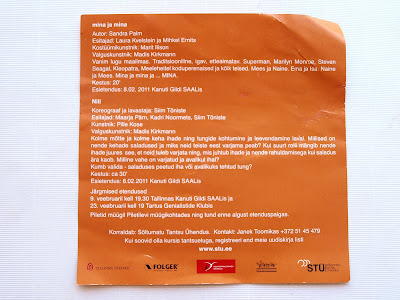 mina ja mina
Autor: Sandra Palm
Esitajad: Laura Kvelstein ja Mihkel Ernits
Kostüümikunstnik: Marit Ilison
Valguskunstnik: Madis Kirkmann
Vanim lugu maailmas. Traditsiooniline, igav, etteaimatav. Superman, Marilyn Monroe, Steven
Seagal, Kleopatra, Meeleheitel koduperenaised ja kõik teised. Mees ja Naine. Ema ja Isa. Naine
ja Mees. Mina ja mina ja ... MINA.
Kestus: 20'
Esietendus: 8.02. 2011 Kanuti Gildi SAALis
Nill
Koreograaf ja lavastaja: Siim Tõniste
Esitajad: Maarja Pärn, Kadri Noormets, Siim Tõniste
Kunstnik: Pille Kose
Valguskunstnik: Madis Kirkmann
Kolme mõtte ja kolme keha ihade ning tungide kohtumine ja leevendamine laval. Millised on
nende kehade saladused ja miks neid teiste eest varjama peab? Kui suurt rolli mängib nende
ihade juures see, et neid tuleb varjata ning, mis juhtub ihade ja nende rahuldamisega kui saladus
ära kaob. Milline vahe on varjatud ja avalikul ihal?
Kumb valida - saladuses peetud iha või avalikuks tehtud tung?
Kestus: ca 30'
Esietendus: 8.02.2011 Kanuti Gildi SAALis
Järgmised etendused
9. veebruaril kell 19.30 Tallinnas Kanuti Gildi SAALis ja
23. veebruaril kell 19 Tartus Genialistide Klubis
Piletid müügil Piletilevi müügikohtades ning tund enne algust etenduspaigas.
Korraldab: Sõltumatu Tantsu Ühendus. Kontakt: Janek Toomikas +372 51 45 479
Kui soovid olla kursis tantsueluga, registreeri end meie uudiskirja listi
www.stu.ee
FOLGER
STÜ